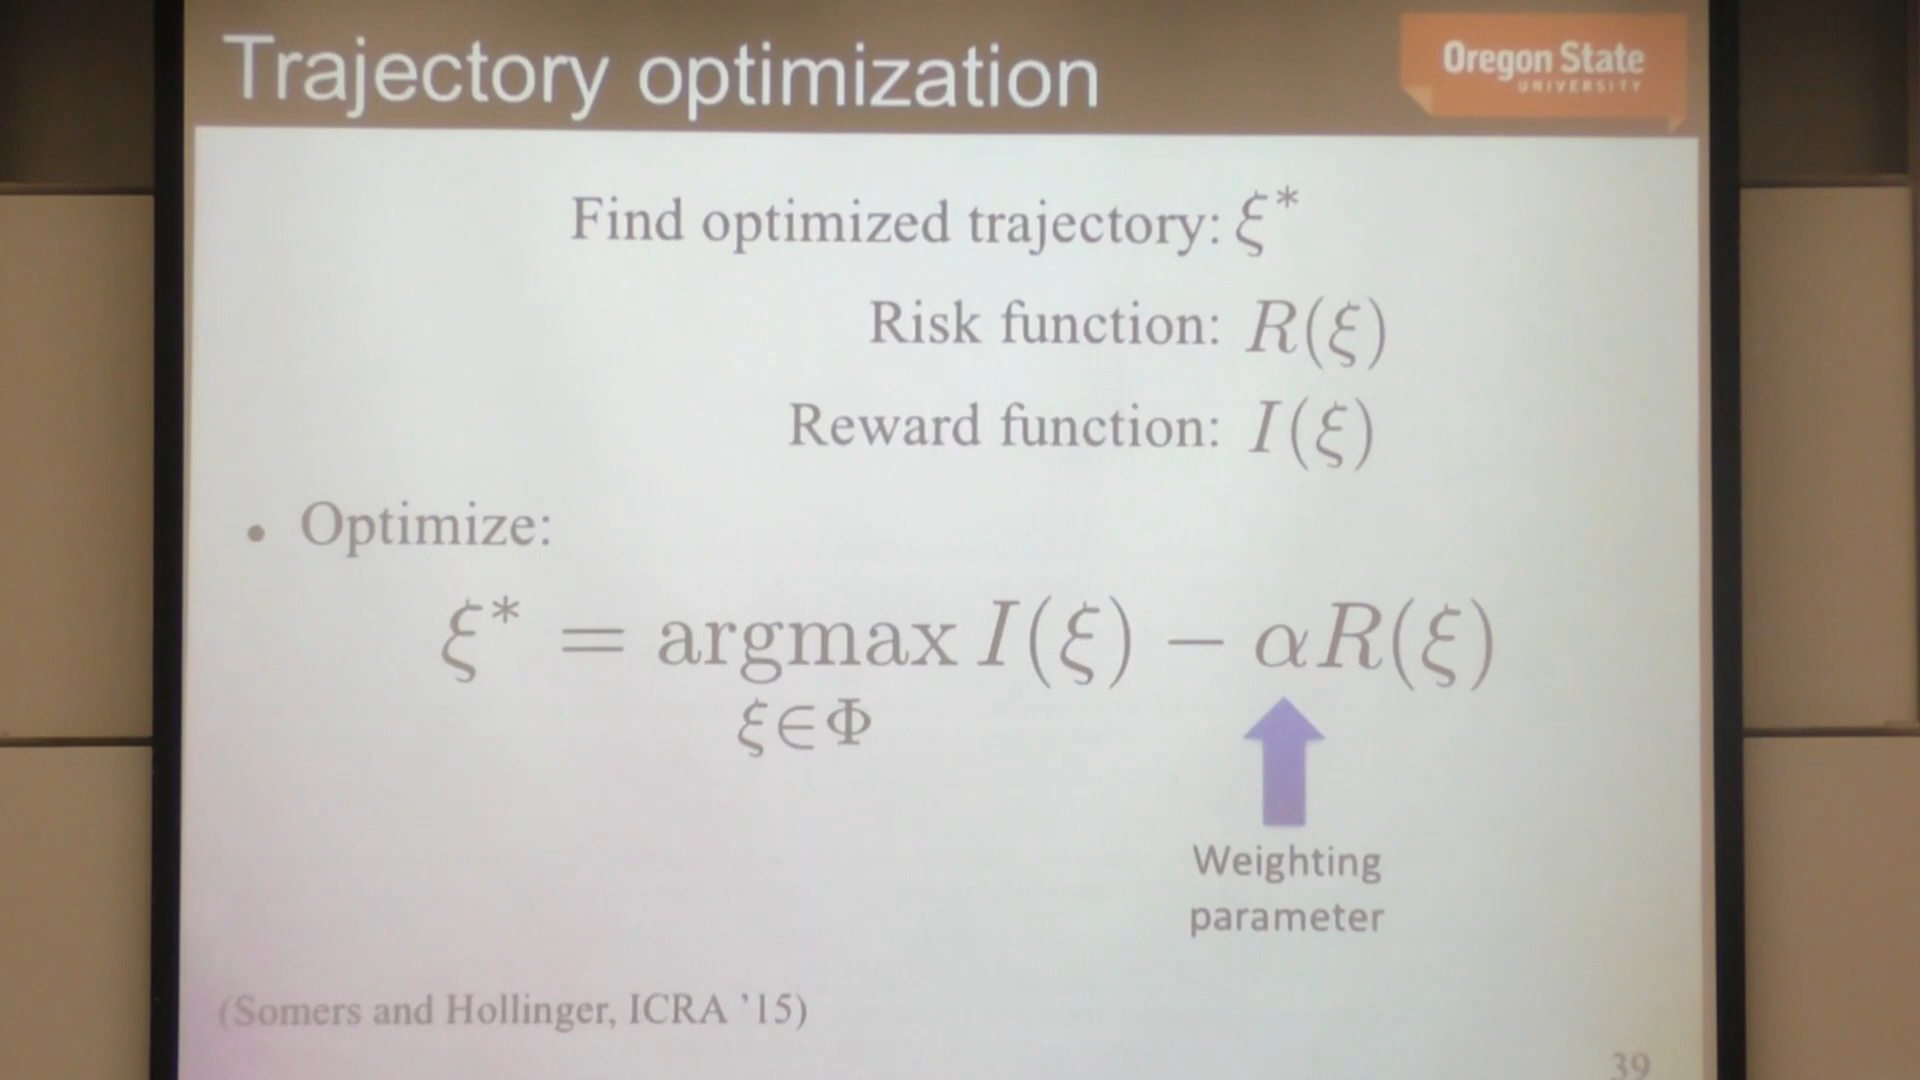 Trajectory optimization
Oregon State
UNIVERSITY
Find optimized trajectory: ξ*
Risk function: R(ξ)
Reward function: I(ξ)
• Optimize:
ξ* = argmax I(ξ) − αR(ξ)
ξ∈Φ
Weighting
parameter
(Somers and Hollinger, ICRA '15)
39